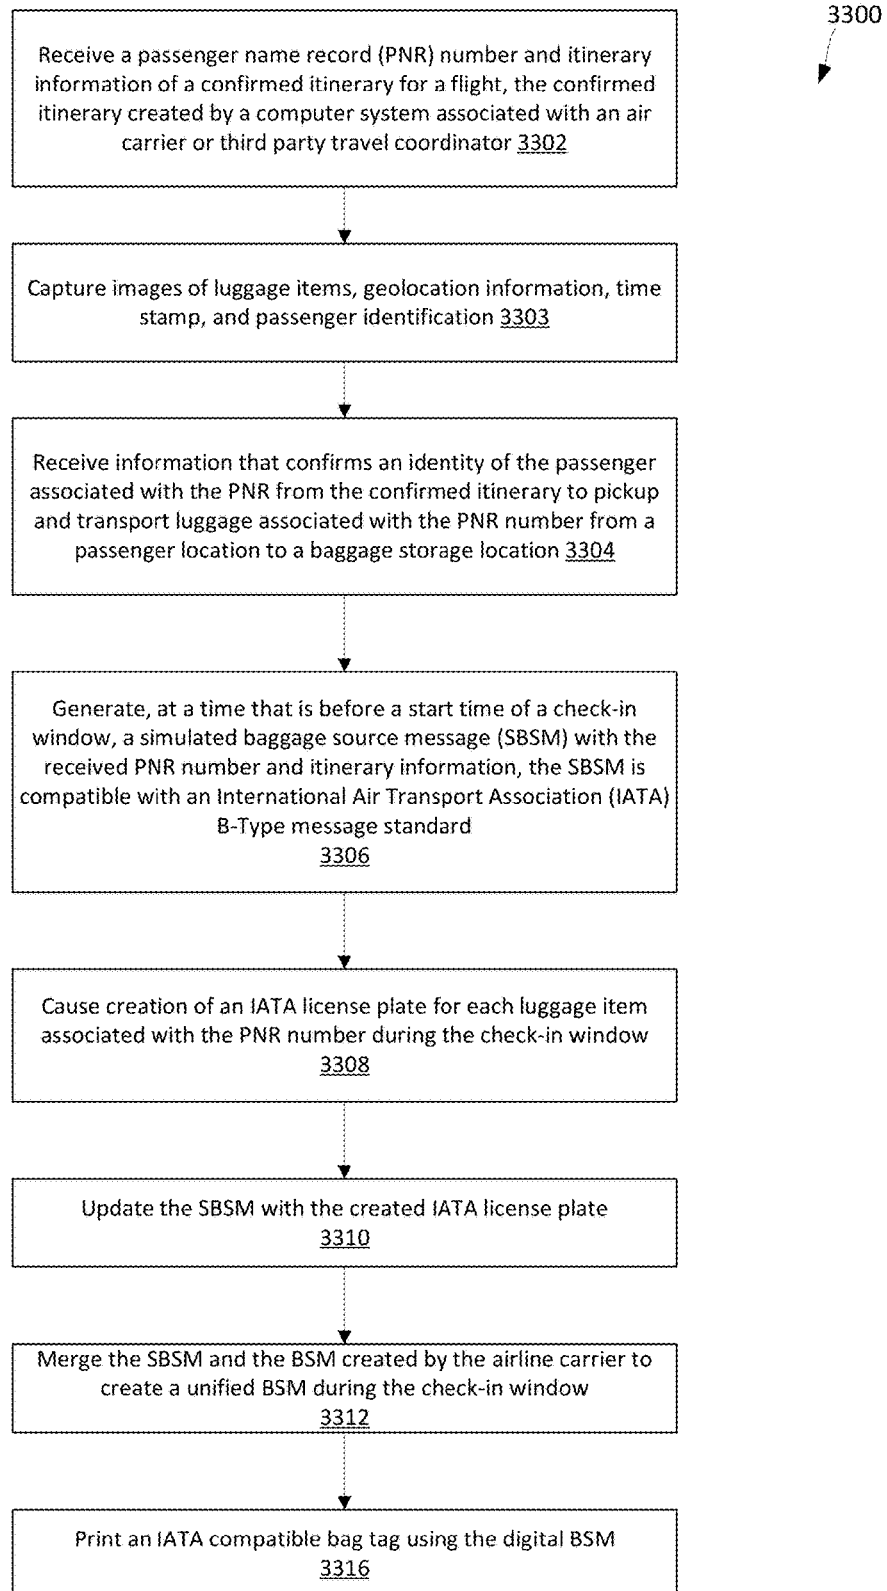 3300
Receive a passenger name record (PNR) number and itinerary
information of a confirmed itinerary for a flight, the confirmed
itinerary created by a computer system associated with an air
carrier or third party travel coordinator 3302
Capture images of luggage items, geolocation information, time
stamp, and passenger identification 3303
Receive information that confirms an identity of the passenger
associated with the PNR from the confirmed itinerary to pickup
and transport luggage associated with the PNR number from a
passenger location to a baggage storage location 3304
Generate, at a time that is before a start time of a check-in
window, a simulated baggage source message (SBSM) with the
received PNR number and itinerary information, the SBSM is
compatible with an International Air Transport Association (IATA)
B-Type message standard
3306
Cause creation of an IATA license plate for each luggage item
associated with the PNR number during the check-in window
3308
Update the SBSM with the created IATA license plate
3310
Merge the SBSM and the BSM created by the airline carrier to
create a unified BSM during the check-in window
3312
Print an IATA compatible bag tag using the digital BSM
3316